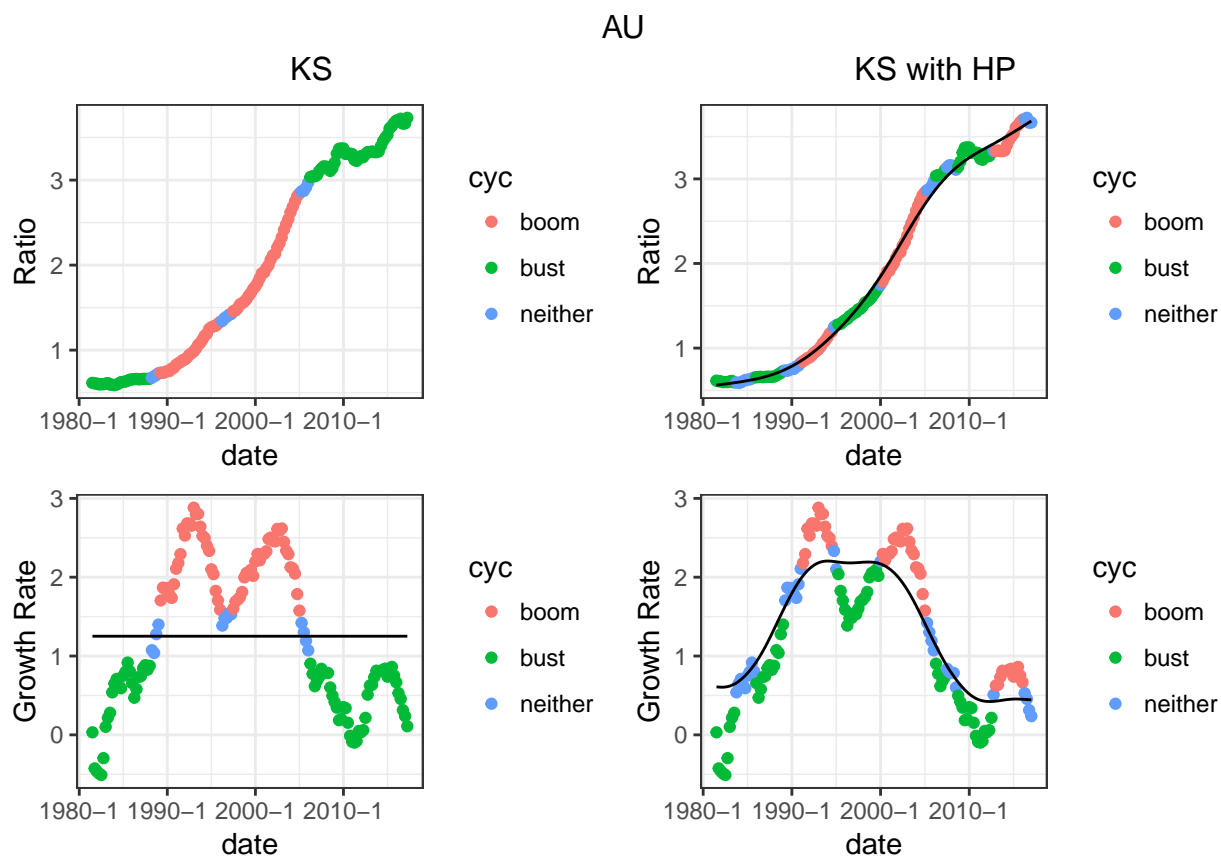 AU
KS
KS with HP
Ratio
3
2
1
1980−1 1990−1 2000−1 2010−1
date
cyc
boom
bust
neither
Ratio
3
2
1
1980−1 1990−1 2000−1 2010−1
date
cyc
boom
bust
neither
Growth Rate
3
2
1
0
1980−1 1990−1 2000−1 2010−1
date
cyc
boom
bust
neither
Growth Rate
3
2
1
0
1980−1 1990−1 2000−1 2010−1
date
cyc
boom
bust
neither